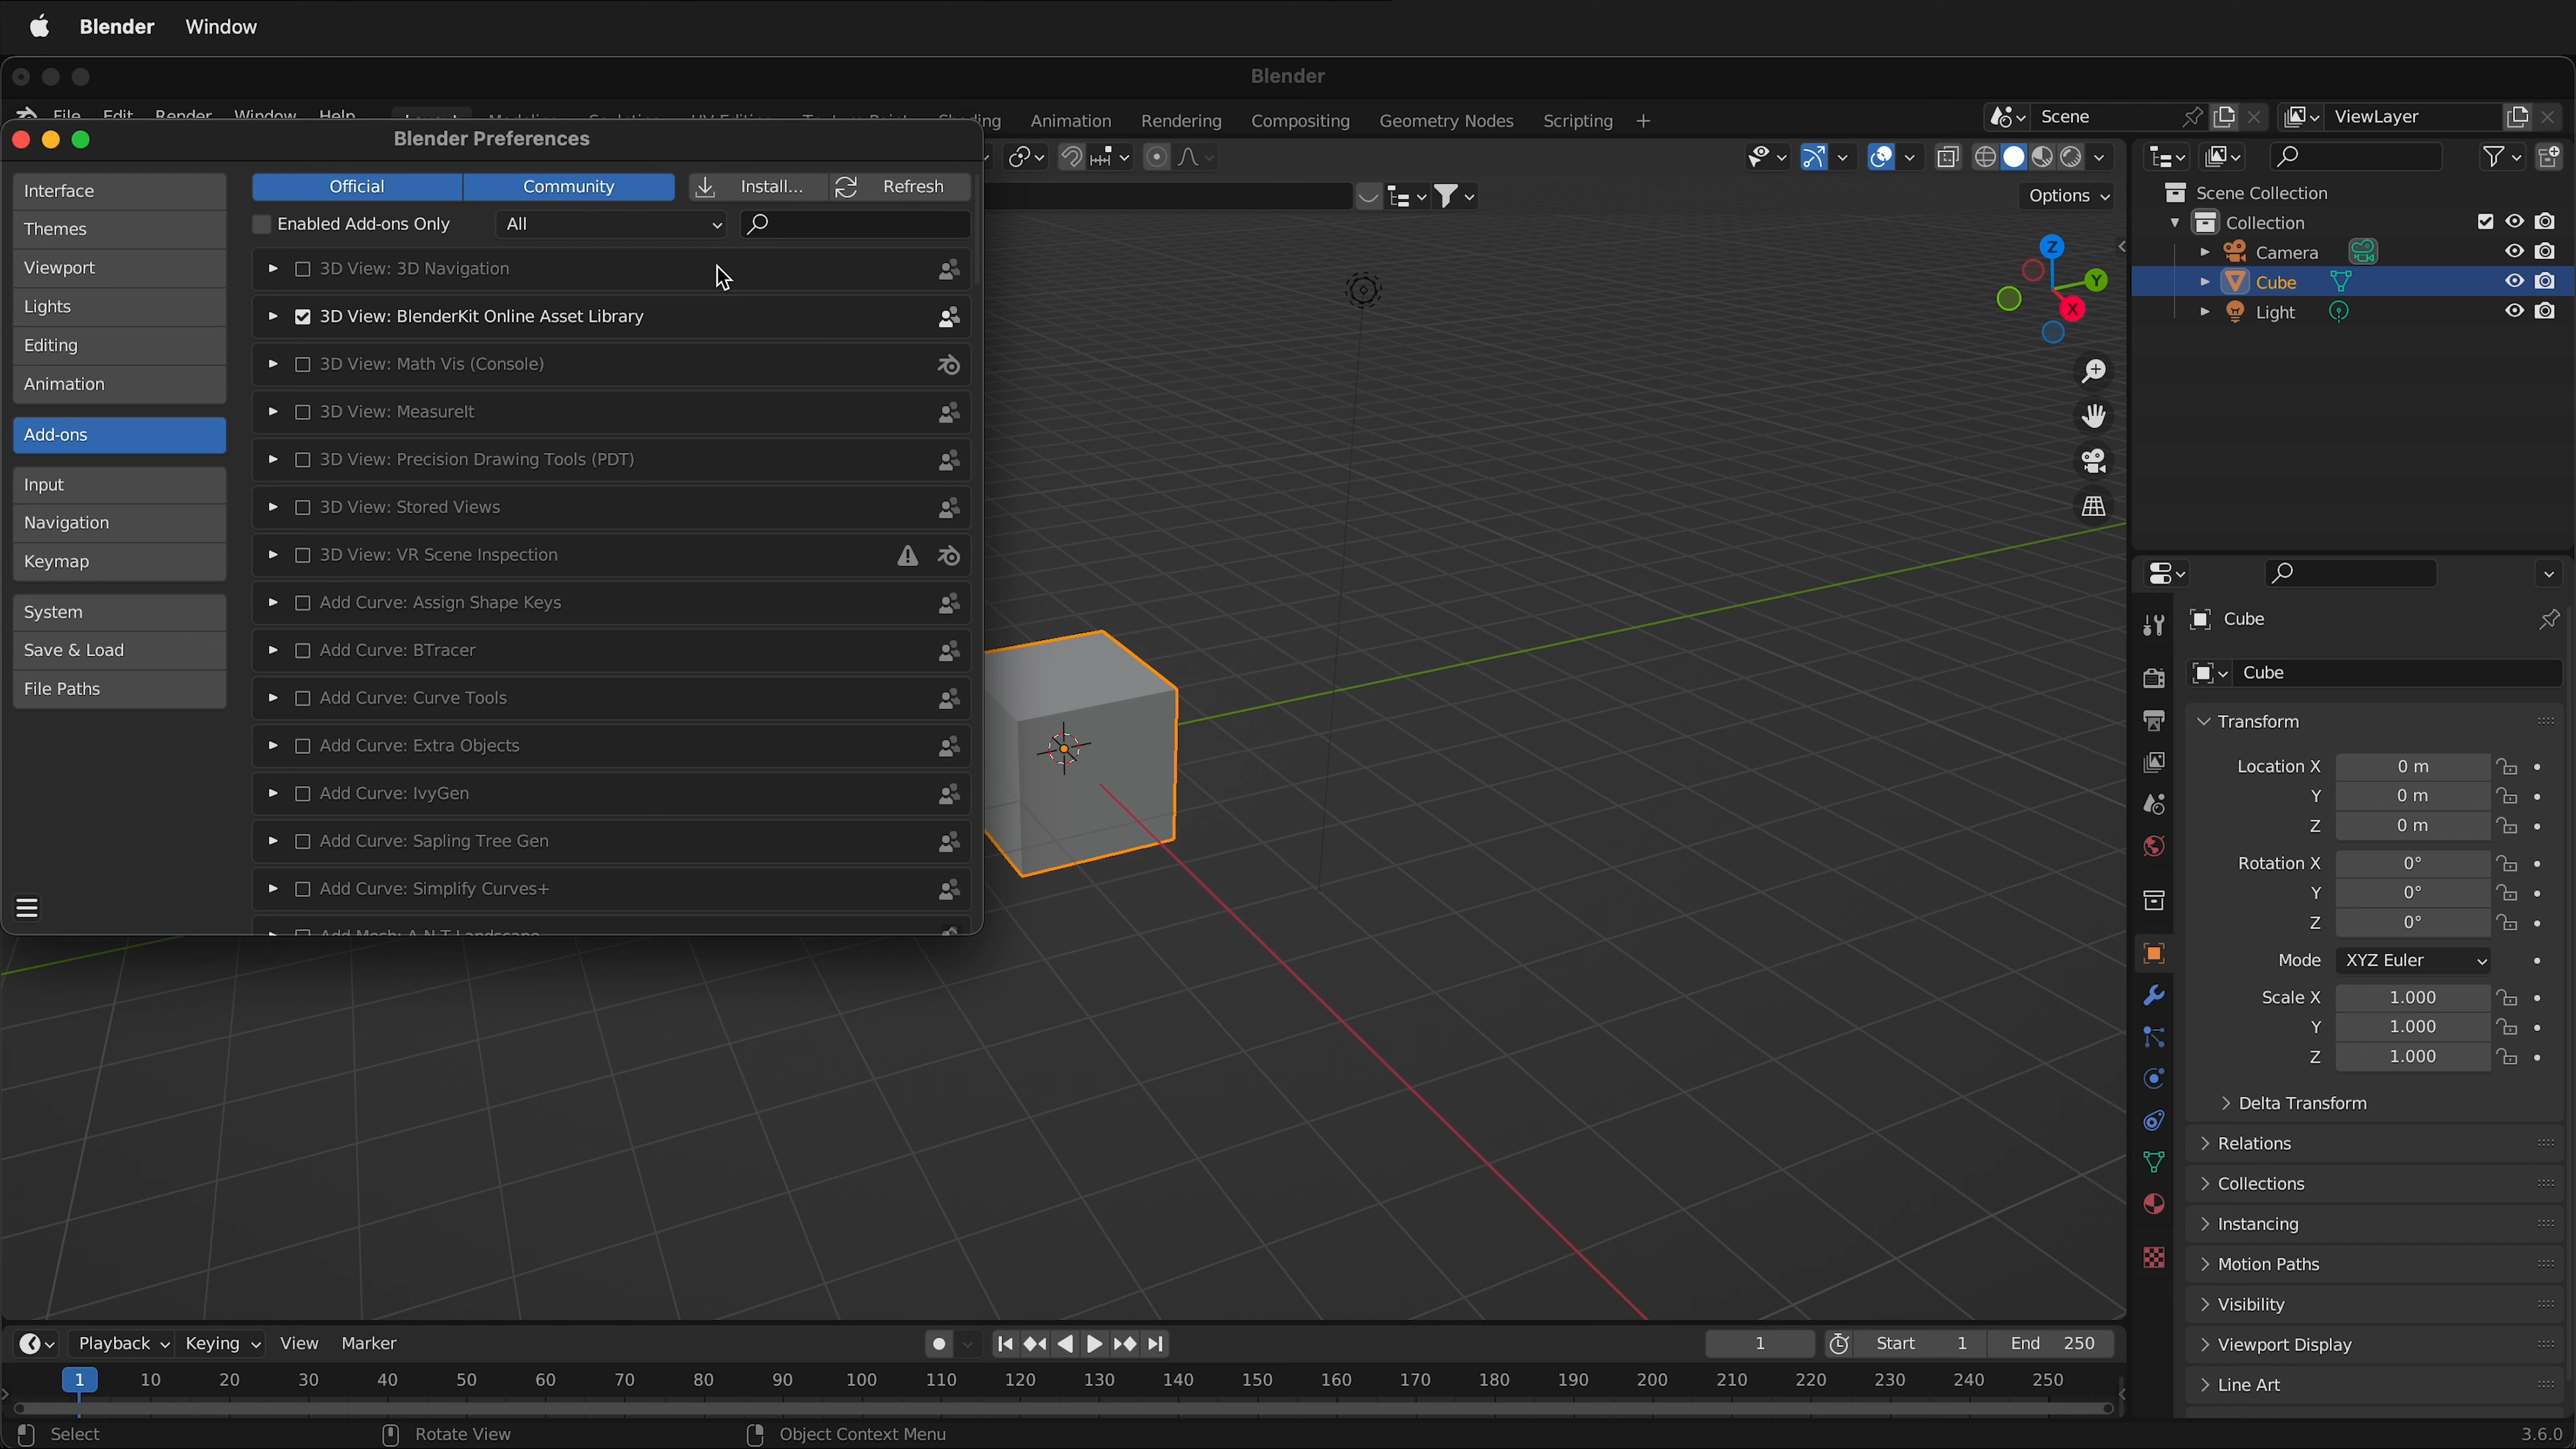 Blender Window
Blender
File Edit Render Window Help
Animation Rendering Compositing Geometry Nodes Scripting +
Scene ViewLayer
Blender Preferences
Interface
Themes
Viewport
Lights
Editing
Animation
Add-ons
Input
Navigation
Keymap
System
Save & Load
File Paths
Official Community Install... Refresh
Enabled Add-ons Only All
3D View: 3D Navigation
3D View: BlenderKit Online Asset Library
3D View: Math Vis (Console)
3D View: MeasureIt
3D View: Precision Drawing Tools (PDT)
3D View: Stored Views
3D View: VR Scene Inspection
Add Curve: Assign Shape Keys
Add Curve: BTracer
Add Curve: Curve Tools
Add Curve: Extra Objects
Add Curve: IvyGen
Add Curve: Sapling Tree Gen
Add Curve: Simplify Curves+
Add Mesh: A.N.T.Landscape
Options
Z
Y
X
Scene Collection
Collection
Camera
Cube
Light
Cube
Cube
Transform
Location X 0 m
Y 0 m
Z 0 m
Rotation X 0°
Y 0°
Z 0°
Mode XYZ Euler
Scale X 1.000
Y 1.000
Z 1.000
Delta Transform
Relations
Collections
Instancing
Motion Paths
Visibility
Viewport Display
Line Art
Playback Keying View Marker
1 Start 1 End 250
1 10 20 30 40 50 60 70 80 90 100 110 120 130 140 150 160 170 180 190 200 210 220 230 240 250
Select Rotate View Object Context Menu 3.6.0